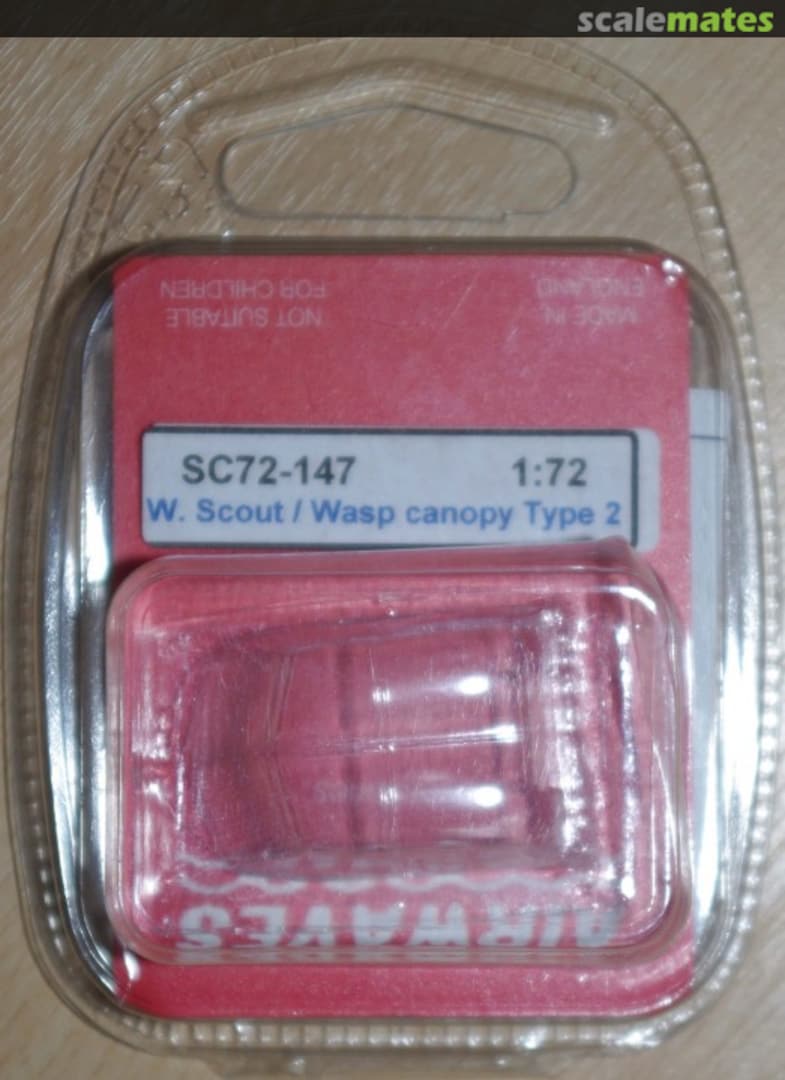 scalemates
NOT SUITABLE
FOR CHILDREN
MADE IN
ENGLAND
SC72-147 1:72
W. Scout / Wasp canopy Type 2
AIRWAVES